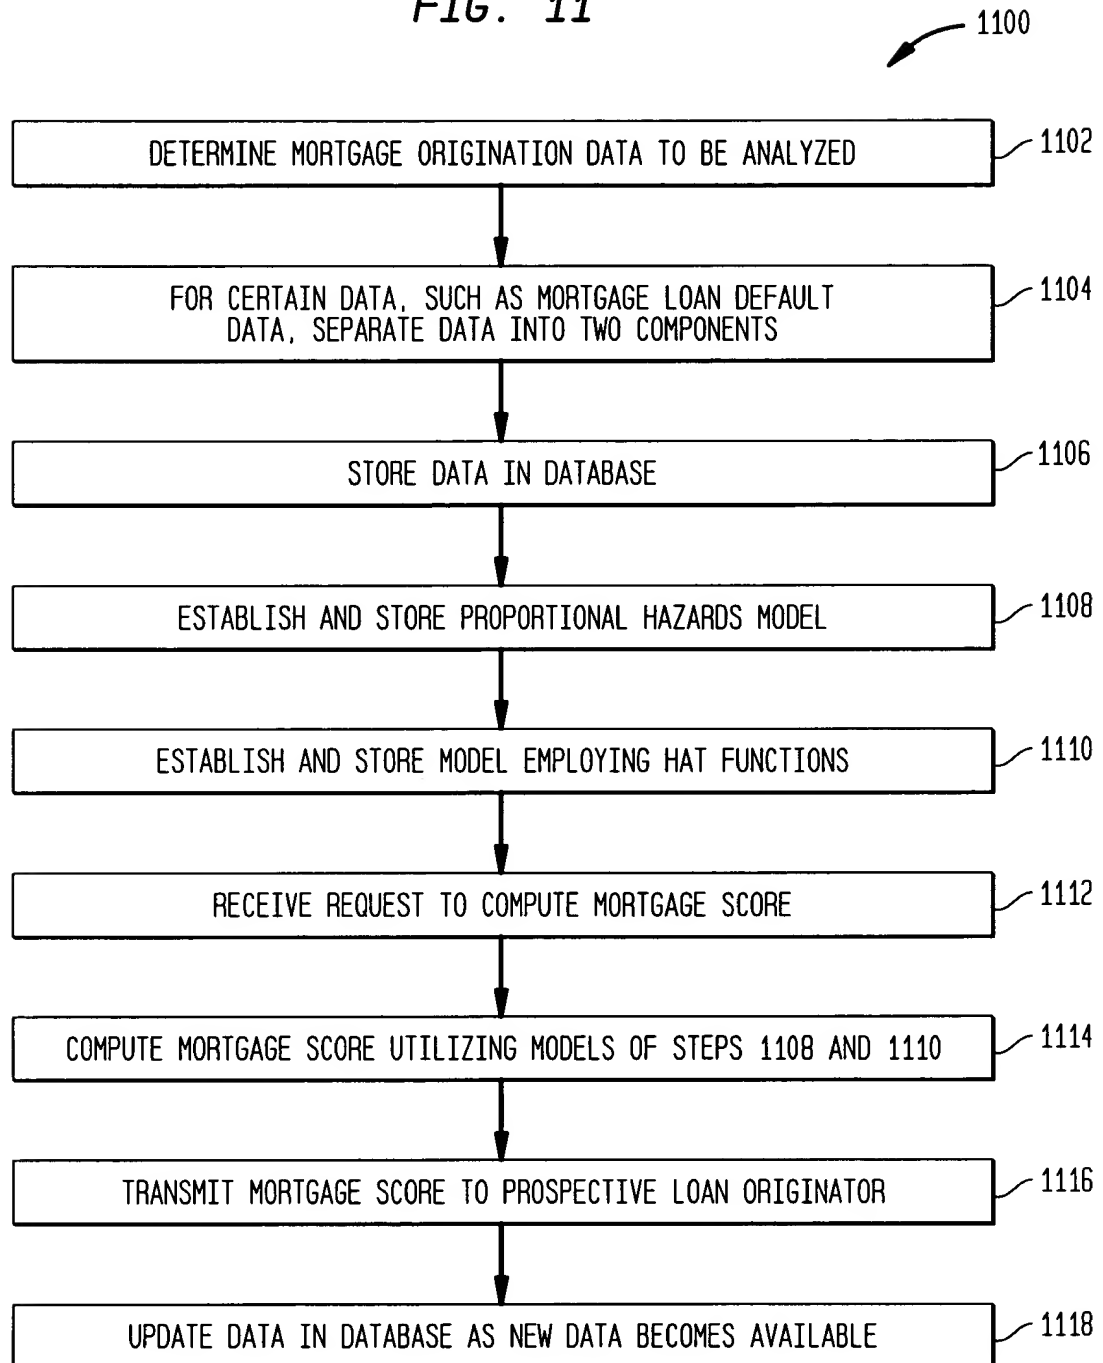 FIG. 11
1100
DETERMINE MORTGAGE ORIGINATION DATA TO BE ANALYZED
1102
FOR CERTAIN DATA, SUCH AS MORTGAGE LOAN DEFAULT
DATA, SEPARATE DATA INTO TWO COMPONENTS
1104
STORE DATA IN DATABASE
1106
ESTABLISH AND STORE PROPORTIONAL HAZARDS MODEL
1108
ESTABLISH AND STORE MODEL EMPLOYING HAT FUNCTIONS
1110
RECEIVE REQUEST TO COMPUTE MORTGAGE SCORE
1112
COMPUTE MORTGAGE SCORE UTILIZING MODELS OF STEPS 1108 AND 1110
1114
TRANSMIT MORTGAGE SCORE TO PROSPECTIVE LOAN ORIGINATOR
1116
UPDATE DATA IN DATABASE AS NEW DATA BECOMES AVAILABLE
1118